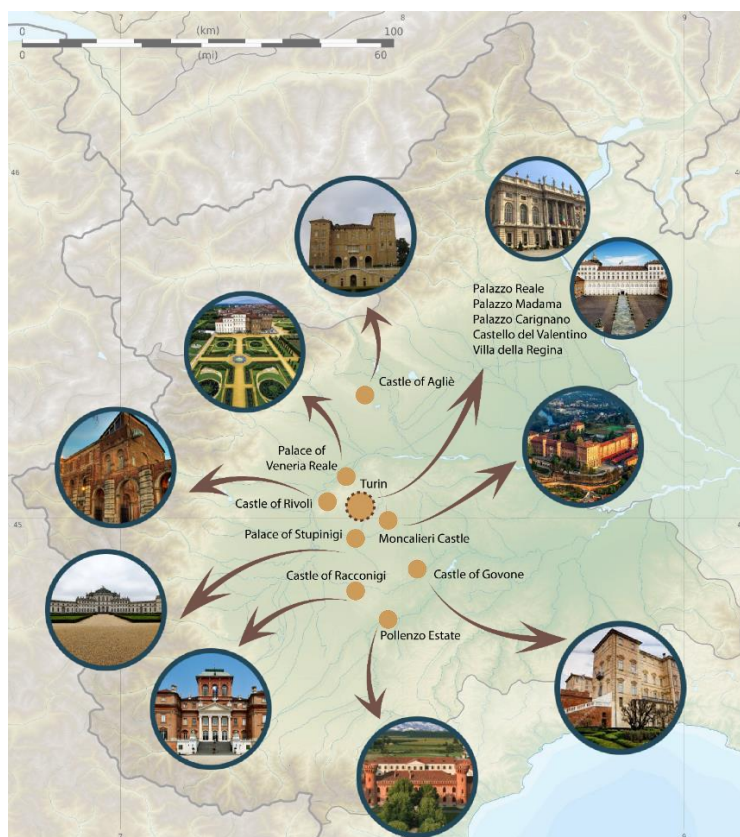 7
8
9
0
(km)
100
0
(mi)
60
46
Palazzo Reale
Palazzo Madama
Palazzo Carignano
Castello del Valentino
Villa della Regina
Castle of Agliè
Palace of
Veneria Reale
Turin
Castle of Rivoli
45
Palace of Stupinigi
Moncalieri Castle
Castle of Racconigi
Castle of Govone
Pollenzo Estate